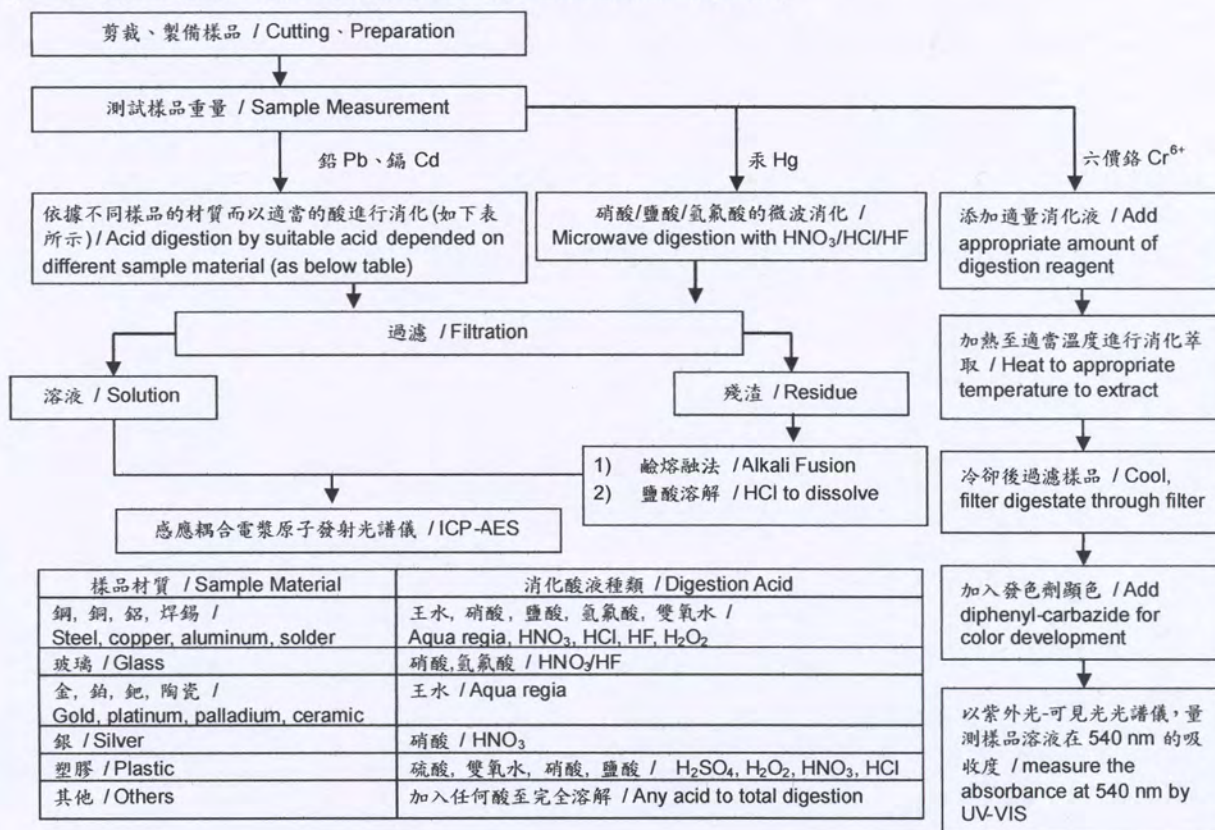 剪裁、製備樣品 / Cutting、Preparation
測試樣品重量 / Sample Measurement
鉛 Pb、鎘 Cd
汞 Hg
六價鉻 Cr6+
依據不同樣品的材質而以適當的酸進行消化(如下表
所示) / Acid digestion by suitable acid depended on
different sample material (as below table)
硝酸/鹽酸/氫氟酸的微波消化 /
Microwave digestion with HNO3/HCl/HF
添加適量消化液 / Add
appropriate amount of
digestion reagent
過濾 / Filtration
溶液 / Solution
殘渣 / Residue
加熱至適當溫度進行消化萃
取 / Heat to appropriate
temperature to extract
1) 鹼熔融法 / Alkali Fusion
2) 鹽酸溶解 / HCl to dissolve
冷卻後過濾樣品 / Cool,
filter digestate through filter
感應耦合電漿原子發射光譜儀 / ICP-AES
加入發色劑顯色 / Add
diphenyl-carbazide for
color development
以紫外光-可見光光譜儀，量
測樣品溶液在 540 nm 的吸
收度 / measure the
absorbance at 540 nm by
UV-VIS
樣品材質 / Sample Material 消化酸液種類 / Digestion Acid
鋼, 銅, 鋁, 焊錫 / 王水, 硝酸, 鹽酸, 氫氟酸, 雙氧水 /
Steel, copper, aluminum, solder Aqua regia, HNO3, HCl, HF, H2O2
玻璃 / Glass 硝酸,氫氟酸 / HNO3/HF
金, 鉑, 鈀, 陶瓷 / 王水 / Aqua regia
Gold, platinum, palladium, ceramic
銀 / Silver 硝酸 / HNO3
塑膠 / Plastic 硫酸, 雙氧水, 硝酸, 鹽酸 / H2SO4, H2O2, HNO3, HCl
其他 / Others 加入任何酸至完全溶解 / Any acid to total digestion